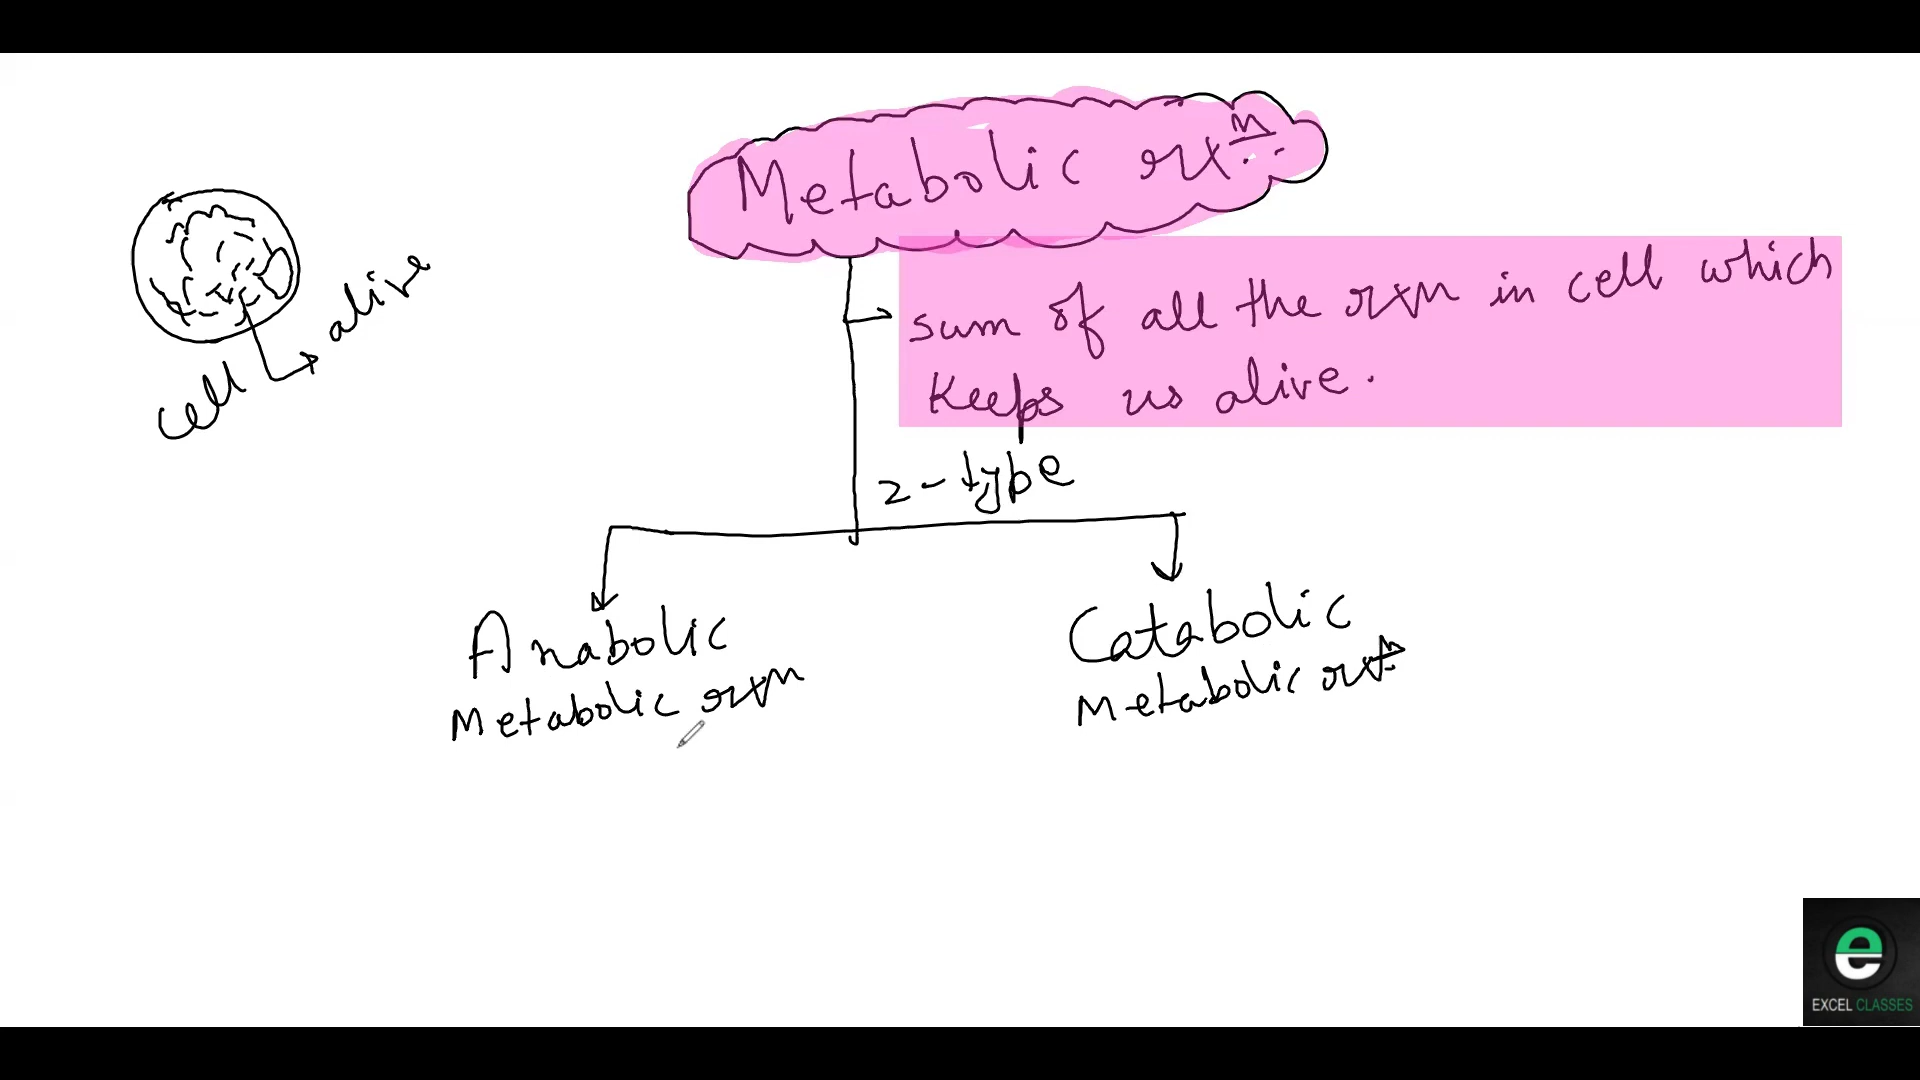 Metabolic rxn
sum of all the rxn in cell which
keeps us alive.
alive
cell
2-type
Anabolic
Metabolic rxn
Catabolic
Metabolic rxn
e
EXCEL CLASSES